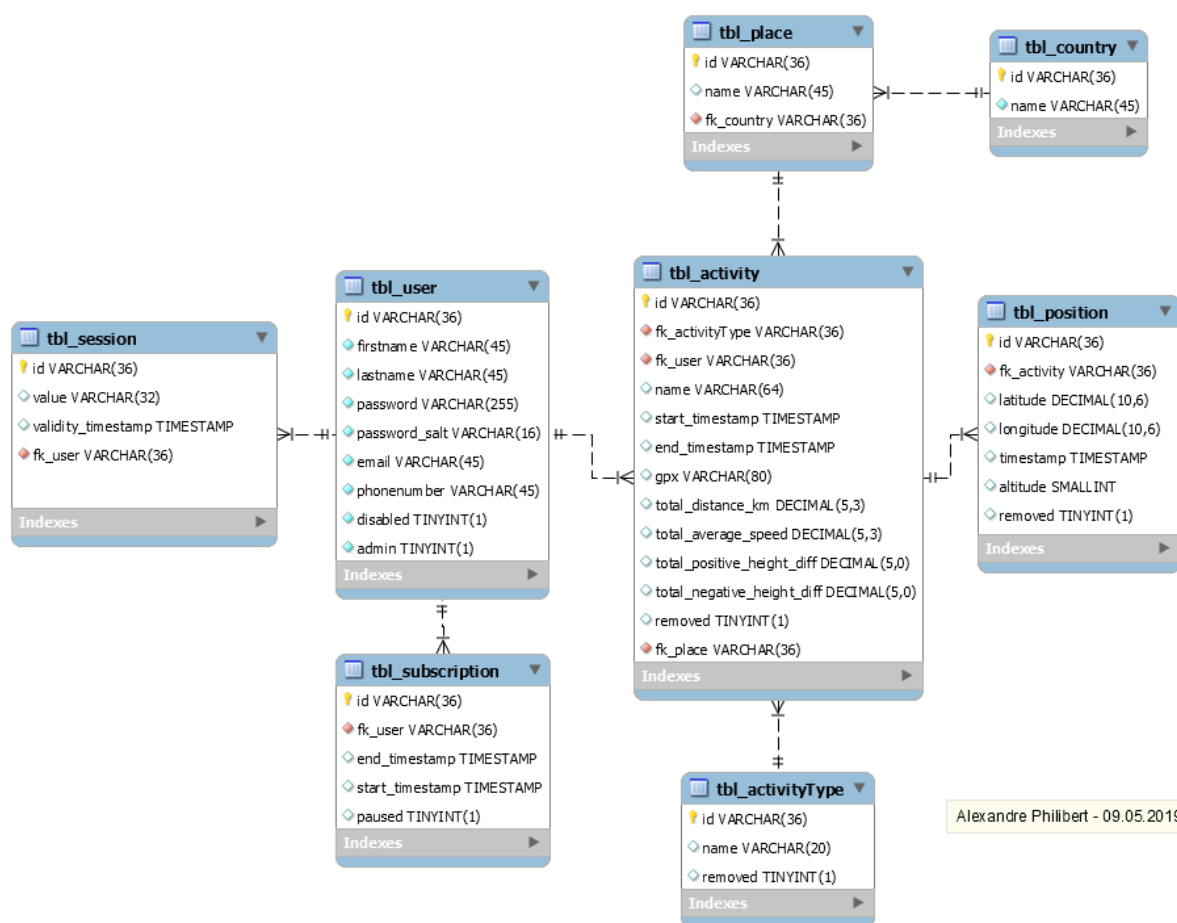 tbl_place
id VARCHAR(36)
name VARCHAR(45)
fk_country VARCHAR(36)
Indexes
tbl_country
id VARCHAR(36)
name VARCHAR(45)
Indexes
tbl_session
id VARCHAR(36)
value VARCHAR(32)
validity_timestamp TIMESTAMP
fk_user VARCHAR(36)
Indexes
tbl_user
id VARCHAR(36)
firstname VARCHAR(45)
lastname VARCHAR(45)
password VARCHAR(255)
password_salt VARCHAR(16)
email VARCHAR(45)
phonenumber VARCHAR(45)
disabled TINYINT(1)
admin TINYINT(1)
Indexes
tbl_activity
id VARCHAR(36)
fk_activityType VARCHAR(36)
fk_user VARCHAR(36)
name VARCHAR(64)
start_timestamp TIMESTAMP
end_timestamp TIMESTAMP
gpx VARCHAR(80)
total_distance_km DECIMAL(5,3)
total_average_speed DECIMAL(5,3)
total_positive_height_diff DECIMAL(5,0)
total_negative_height_diff DECIMAL(5,0)
removed TINYINT(1)
fk_place VARCHAR(36)
Indexes
tbl_position
id VARCHAR(36)
fk_activity VARCHAR(36)
latitude DECIMAL(10,6)
longitude DECIMAL(10,6)
timestamp TIMESTAMP
altitude SMALLINT
removed TINYINT(1)
Indexes
tbl_subscription
id VARCHAR(36)
fk_user VARCHAR(36)
end_timestamp TIMESTAMP
start_timestamp TIMESTAMP
paused TINYINT(1)
Indexes
tbl_activityType
id VARCHAR(36)
name VARCHAR(20)
removed TINYINT(1)
Indexes
Alexandre Philibert - 09.05.2019